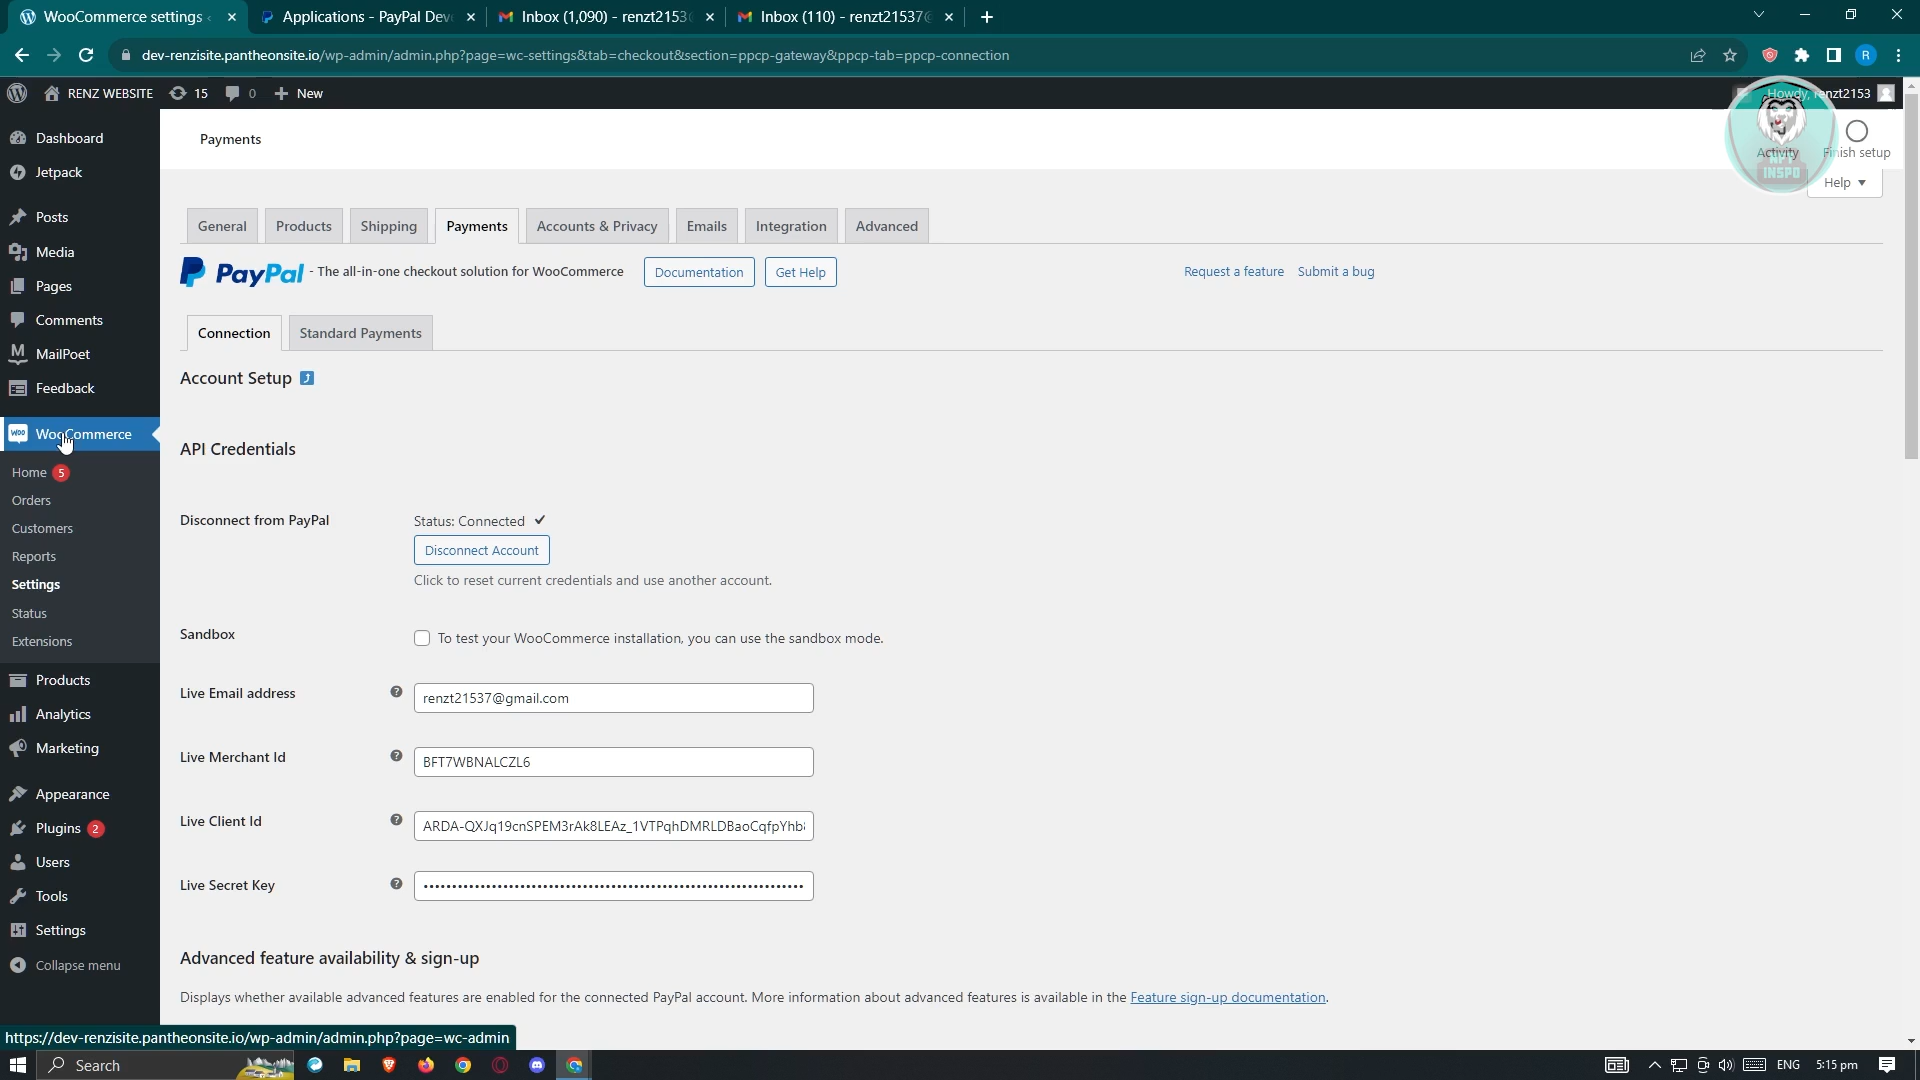 WooCommerce settings
Applications - PayPal Dev
Inbox (1,090) - renzt2153
Inbox (110) - renzt21537@
dev-renzisite.pantheonsite.io/wp-admin/admin.php?page=wc-settings&tab=checkout&section=ppcp-gateway&ppcp-tab=ppcp-connection
R
RENZ WEBSITE
15
0
New
Howdy, renzt2153
Dashboard
Jetpack
Posts
Media
Pages
Comments
MailPoet
Feedback
WooCommerce
Home 5
Orders
Customers
Reports
Settings
Status
Extensions
Products
Analytics
Marketing
Appearance
Plugins 2
Users
Tools
Settings
Collapse menu
Payments
Activity
Finish setup
NFT
INSPO
Help
General
Products
Shipping
Payments
Accounts & Privacy
Emails
Integration
Advanced
PayPal - The all-in-one checkout solution for WooCommerce
Documentation
Get Help
Request a feature
Submit a bug
Connection
Standard Payments
Account Setup
API Credentials
Disconnect from PayPal
Status: Connected ✔
Disconnect Account
Click to reset current credentials and use another account.
Sandbox
To test your WooCommerce installation, you can use the sandbox mode.
Live Email address
renzt21537@gmail.com
Live Merchant Id
BFT7WBNALCZL6
Live Client Id
ARDA-QXJq19cnSPEM3rAk8LEAz_1VTPqhDMRLDBaoCqfpYhb
Live Secret Key
Advanced feature availability & sign-up
Displays whether available advanced features are enabled for the connected PayPal account. More information about advanced features is available in the Feature sign-up documentation.
https://dev-renzisite.pantheonsite.io/wp-admin/admin.php?page=wc-admin
Search
ENG
5:15 pm